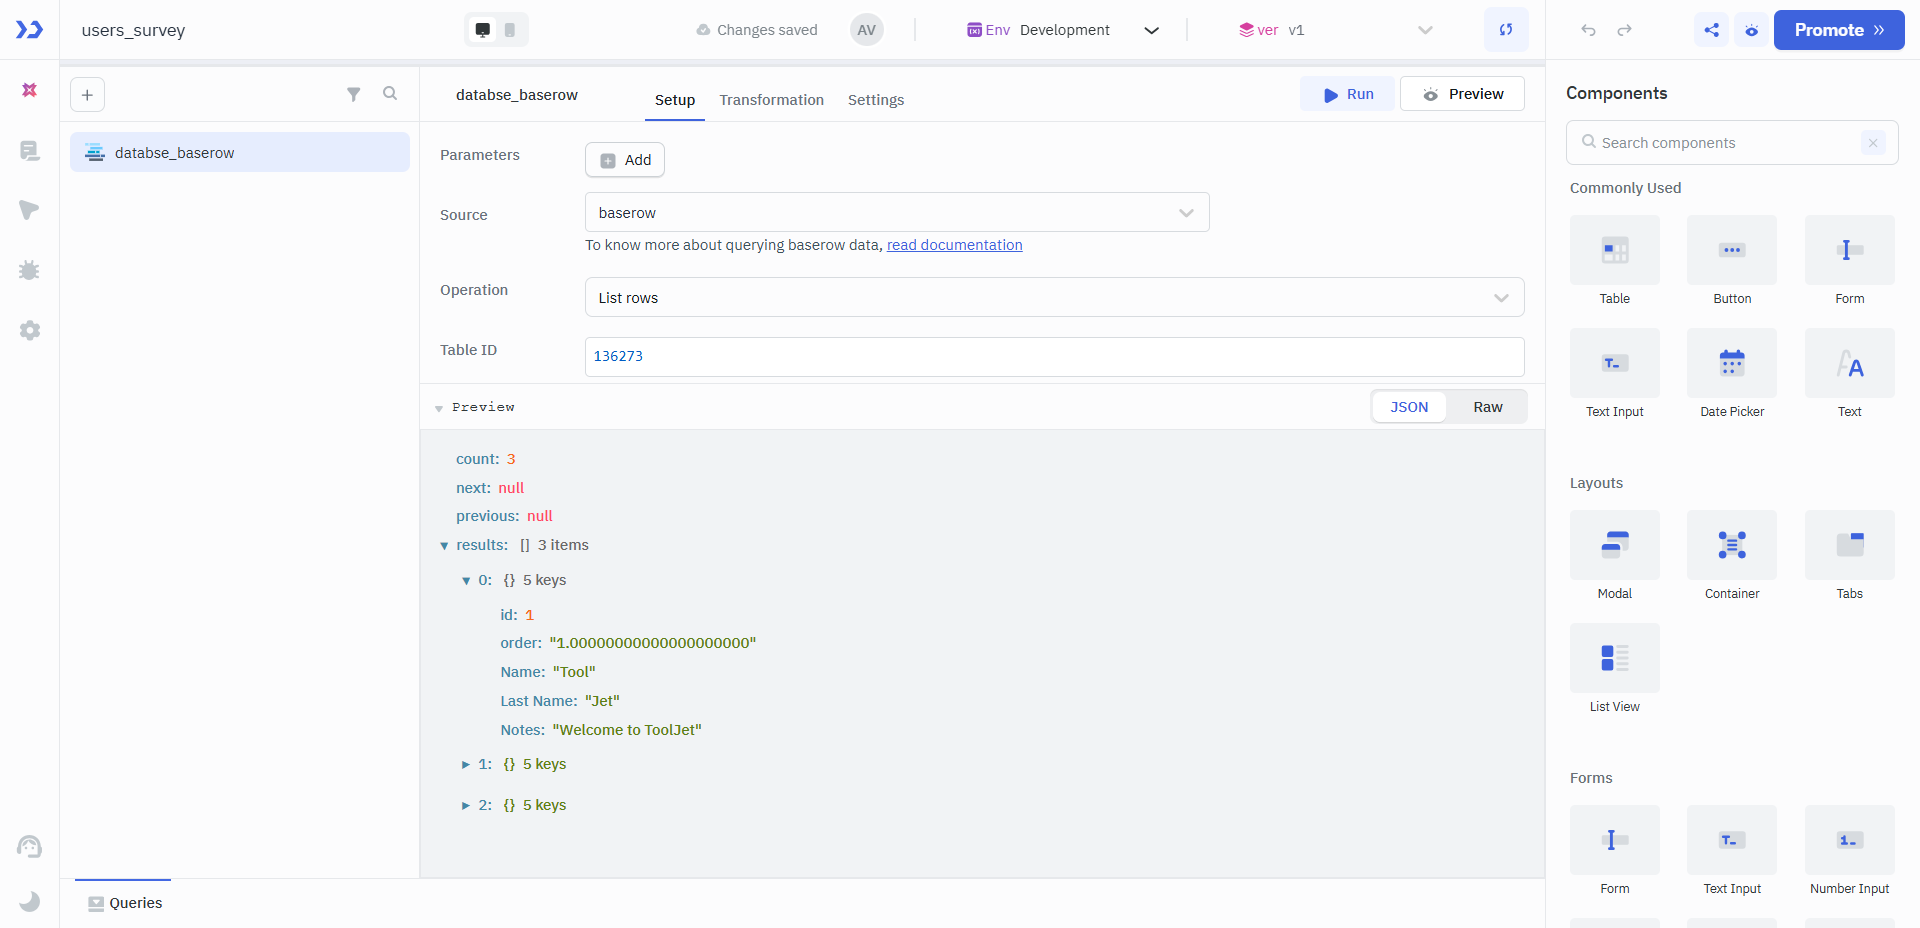 users_survey
Changes saved
AV
Env Development
ver v1
Promote
databse_baserow
Setup
Transformation
Settings
Run
Preview
databse_baserow
Parameters
Add
Source
baserow
To know more about querying baserow data, read documentation
Operation
List rows
Table ID
136273
Preview
JSON
Raw
count: 3
next: null
previous: null
results: [] 3 items
0: {} 5 keys
id: 1
order: "1.00000000000000000000"
Name: "Tool"
Last Name: "Jet"
Notes: "Welcome to ToolJet"
1: {} 5 keys
2: {} 5 keys
Queries
Components
Search components
Commonly Used
Table
Button
Form
Text Input
Date Picker
Text
Layouts
Modal
Container
Tabs
List View
Forms
Form
Text Input
Number Input